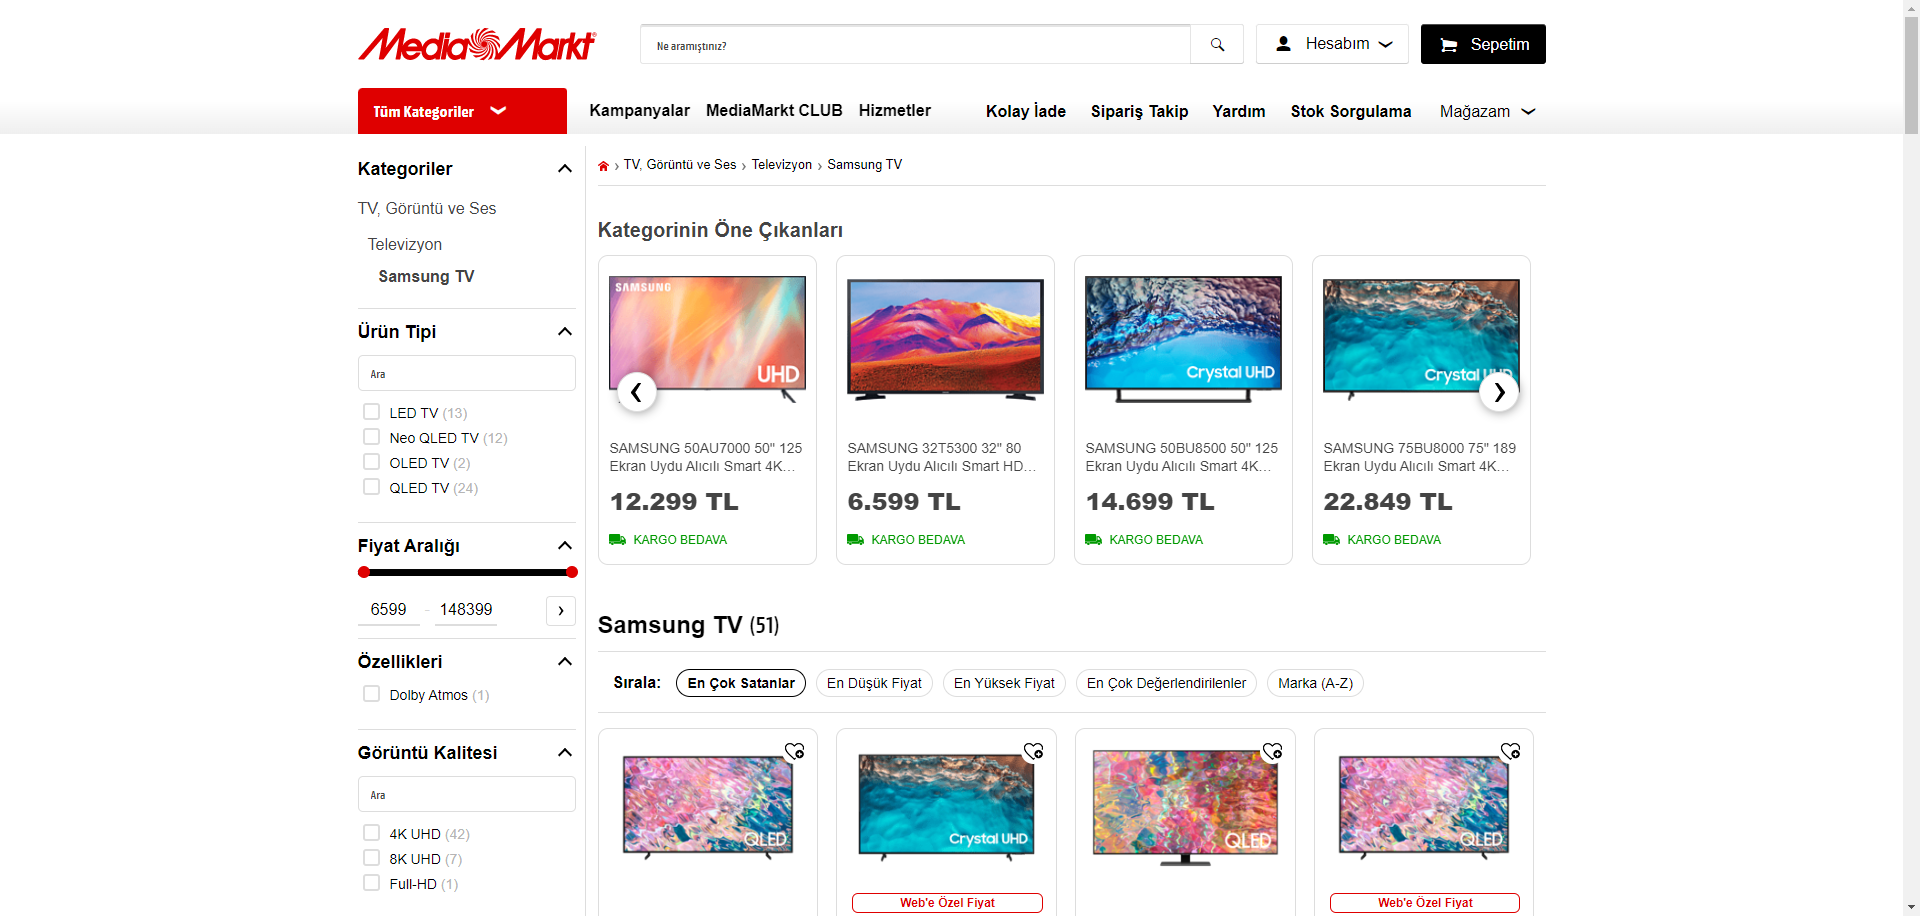 MediaMarkt
Ne aramıştınız?
Hesabım
Sepetim
Tüm Kategoriler
Kampanyalar
MediaMarkt CLUB
Hizmetler
Kolay İade
Sipariş Takip
Yardım
Stok Sorgulama
Mağazam
Kategoriler
TV, Görüntü ve Ses
Televizyon
Samsung TV
Ürün Tipi
Ara
LED TV (13)
Neo QLED TV (12)
OLED TV (2)
QLED TV (24)
Fiyat Aralığı
6599 - 148399
Özellikleri
Dolby Atmos (1)
Görüntü Kalitesi
Ara
4K UHD (42)
8K UHD (7)
Full-HD (1)
TV, Görüntü ve Ses › Televizyon › Samsung TV
Kategorinin Öne Çıkanları
SAMSUNG
UHD
SAMSUNG 50AU7000 50" 125
Ekran Uydu Alıcılı Smart 4K...
12.299 TL
KARGO BEDAVA
SAMSUNG 32T5300 32" 80
Ekran Uydu Alıcılı Smart HD...
6.599 TL
KARGO BEDAVA
Crystal UHD
SAMSUNG 50BU8500 50" 125
Ekran Uydu Alıcılı Smart 4K...
14.699 TL
KARGO BEDAVA
Crystal UHD
SAMSUNG 75BU8000 75" 189
Ekran Uydu Alıcılı Smart 4K...
22.849 TL
KARGO BEDAVA
Samsung TV (51)
Sırala:
En Çok Satanlar
En Düşük Fiyat
En Yüksek Fiyat
En Çok Değerlendirilenler
Marka (A-Z)
QLED
Crystal UHD
Web'e Özel Fiyat
QLED
QLED
Web'e Özel Fiyat